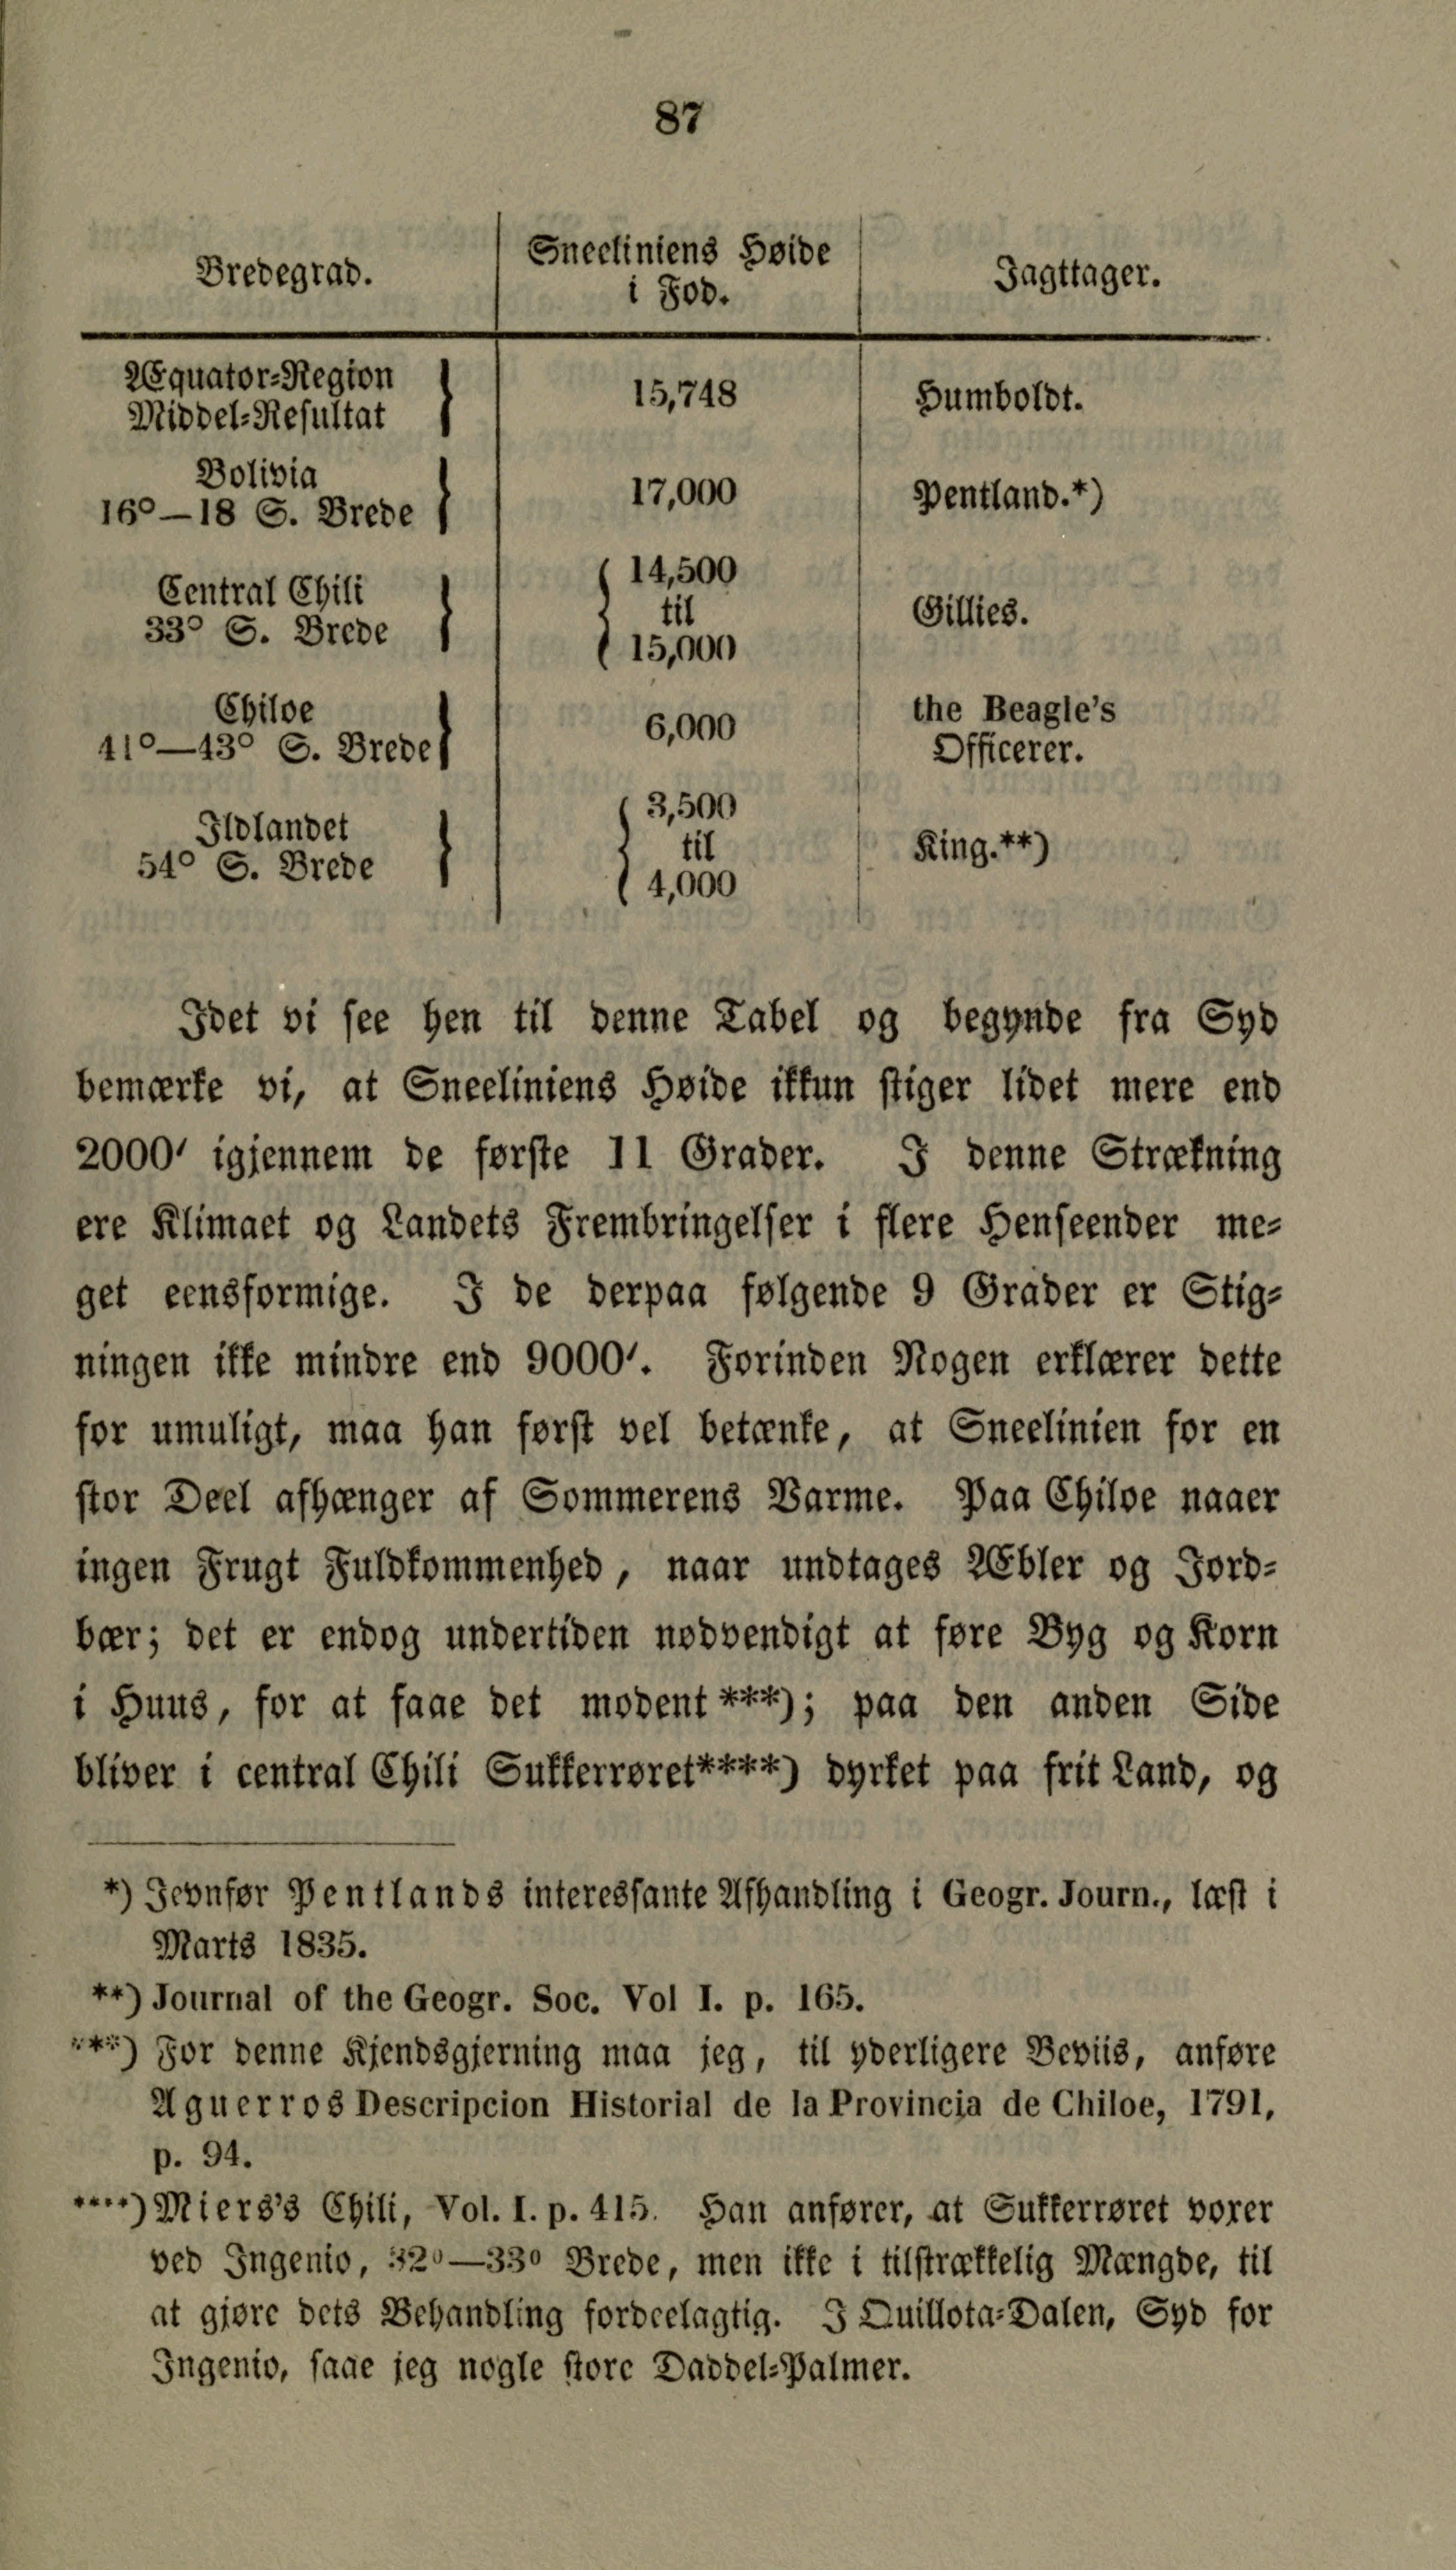 87
Bredegrad.
Sneeliniens Høide
i Fod.
Jagttager.
Æquator-Region
Middel-Resultat
15,748
Humboldt.
Bolivia
16°—18 S. Brede
17,000
Pentland.*)
Central Chili
33° S. Brede
14,500
til
15,000
Gillies.
Chiloe
41°—43° S. Brede
6,000
the Beagle's
Officerer.
Ildlandet
54° S. Brede
3,500
til
4,000
King.**)
Idet vi see hen til denne Tabel og begynde fra Syd
bemærke vi, at Sneeliniens Høide ikkun stiger lidet mere end
2000′ igjennem de første 11 Grader. I denne Strækning
ere Klimaet og Landets Frembringelser i flere Henseender me-
get eensformige. I de derpaa følgende 9 Grader er Stig-
ningen ikke mindre end 9000′. Forinden Nogen erklærer dette
for umuligt, maa han først vel betænke, at Sneelinien for en
stor Deel afhænger af Sommerens Varme. Paa Chiloe naaer
ingen Frugt Fuldkommenhed, naar undtages Æbler og Jord-
bær; det er endog undertiden nødvendigt at føre Byg og Korn
i Huus, for at faae det modent ***); paa den anden Side
bliver i central Chili Sukkerrøret****) dyrket paa frit Land, og
*) Jevnfør Pentlands interessante Afhandling i Geogr. Journ., læst i
Marts 1835.
**) Journal of the Geogr. Soc. Vol I. p. 165.
***) For denne Kjendsgjerning maa jeg, til yderligere Beviis, anføre
Aguerros Descripcion Historial de la Provincia de Chiloe, 1791,
p. 94.
****) Miers's Chili, Vol. I. p. 415. Han anfører, at Sukkerrøret voxer
ved Ingenio, 32°—33° Brede, men ikke i tilstrækkelig Mængde, til
at gjøre dets Behandling fordeelagtig. I Quillota-Dalen, Syd for
Ingenio, saae jeg nogle store Daddel-Palmer.